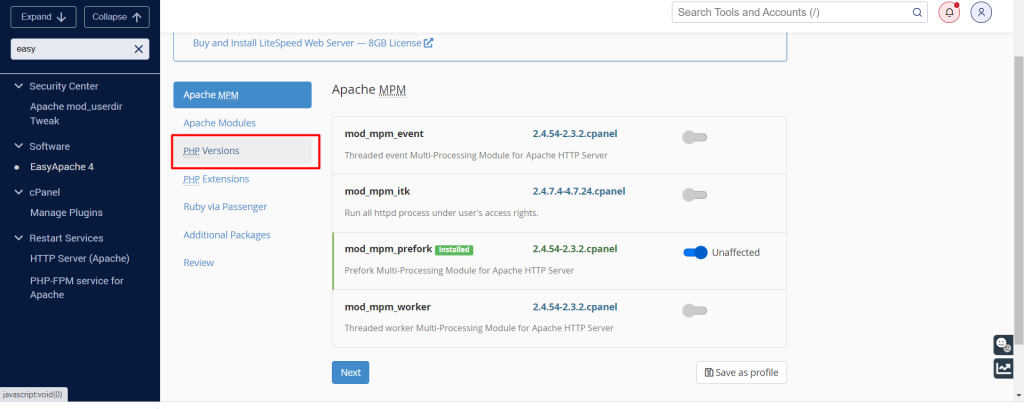 Expand
Collapse
easy
Security Center
Apache mod_userdir
Tweak
Software
EasyApache 4
cPanel
Manage Plugins
Restart Services
HTTP Server (Apache)
PHP-FPM service for
Apache
javascript:void(0)
Search Tools and Accounts (/)
Buy and Install LiteSpeed Web Server — 8GB License
Apache MPM
Apache Modules
PHP Versions
PHP Extensions
Ruby via Passenger
Additional Packages
Review
Apache MPM
mod_mpm_event 2.4.54-2.3.2.cpanel
Threaded event Multi-Processing Module for Apache HTTP Server
mod_mpm_itk 2.4.7.4-4.7.24.cpanel
Run all httpd process under user's access rights.
mod_mpm_prefork Installed 2.4.54-2.3.2.cpanel Unaffected
Prefork Multi-Processing Module for Apache HTTP Server
mod_mpm_worker 2.4.54-2.3.2.cpanel
Threaded worker Multi-Processing Module for Apache HTTP Server
Next Save as profile